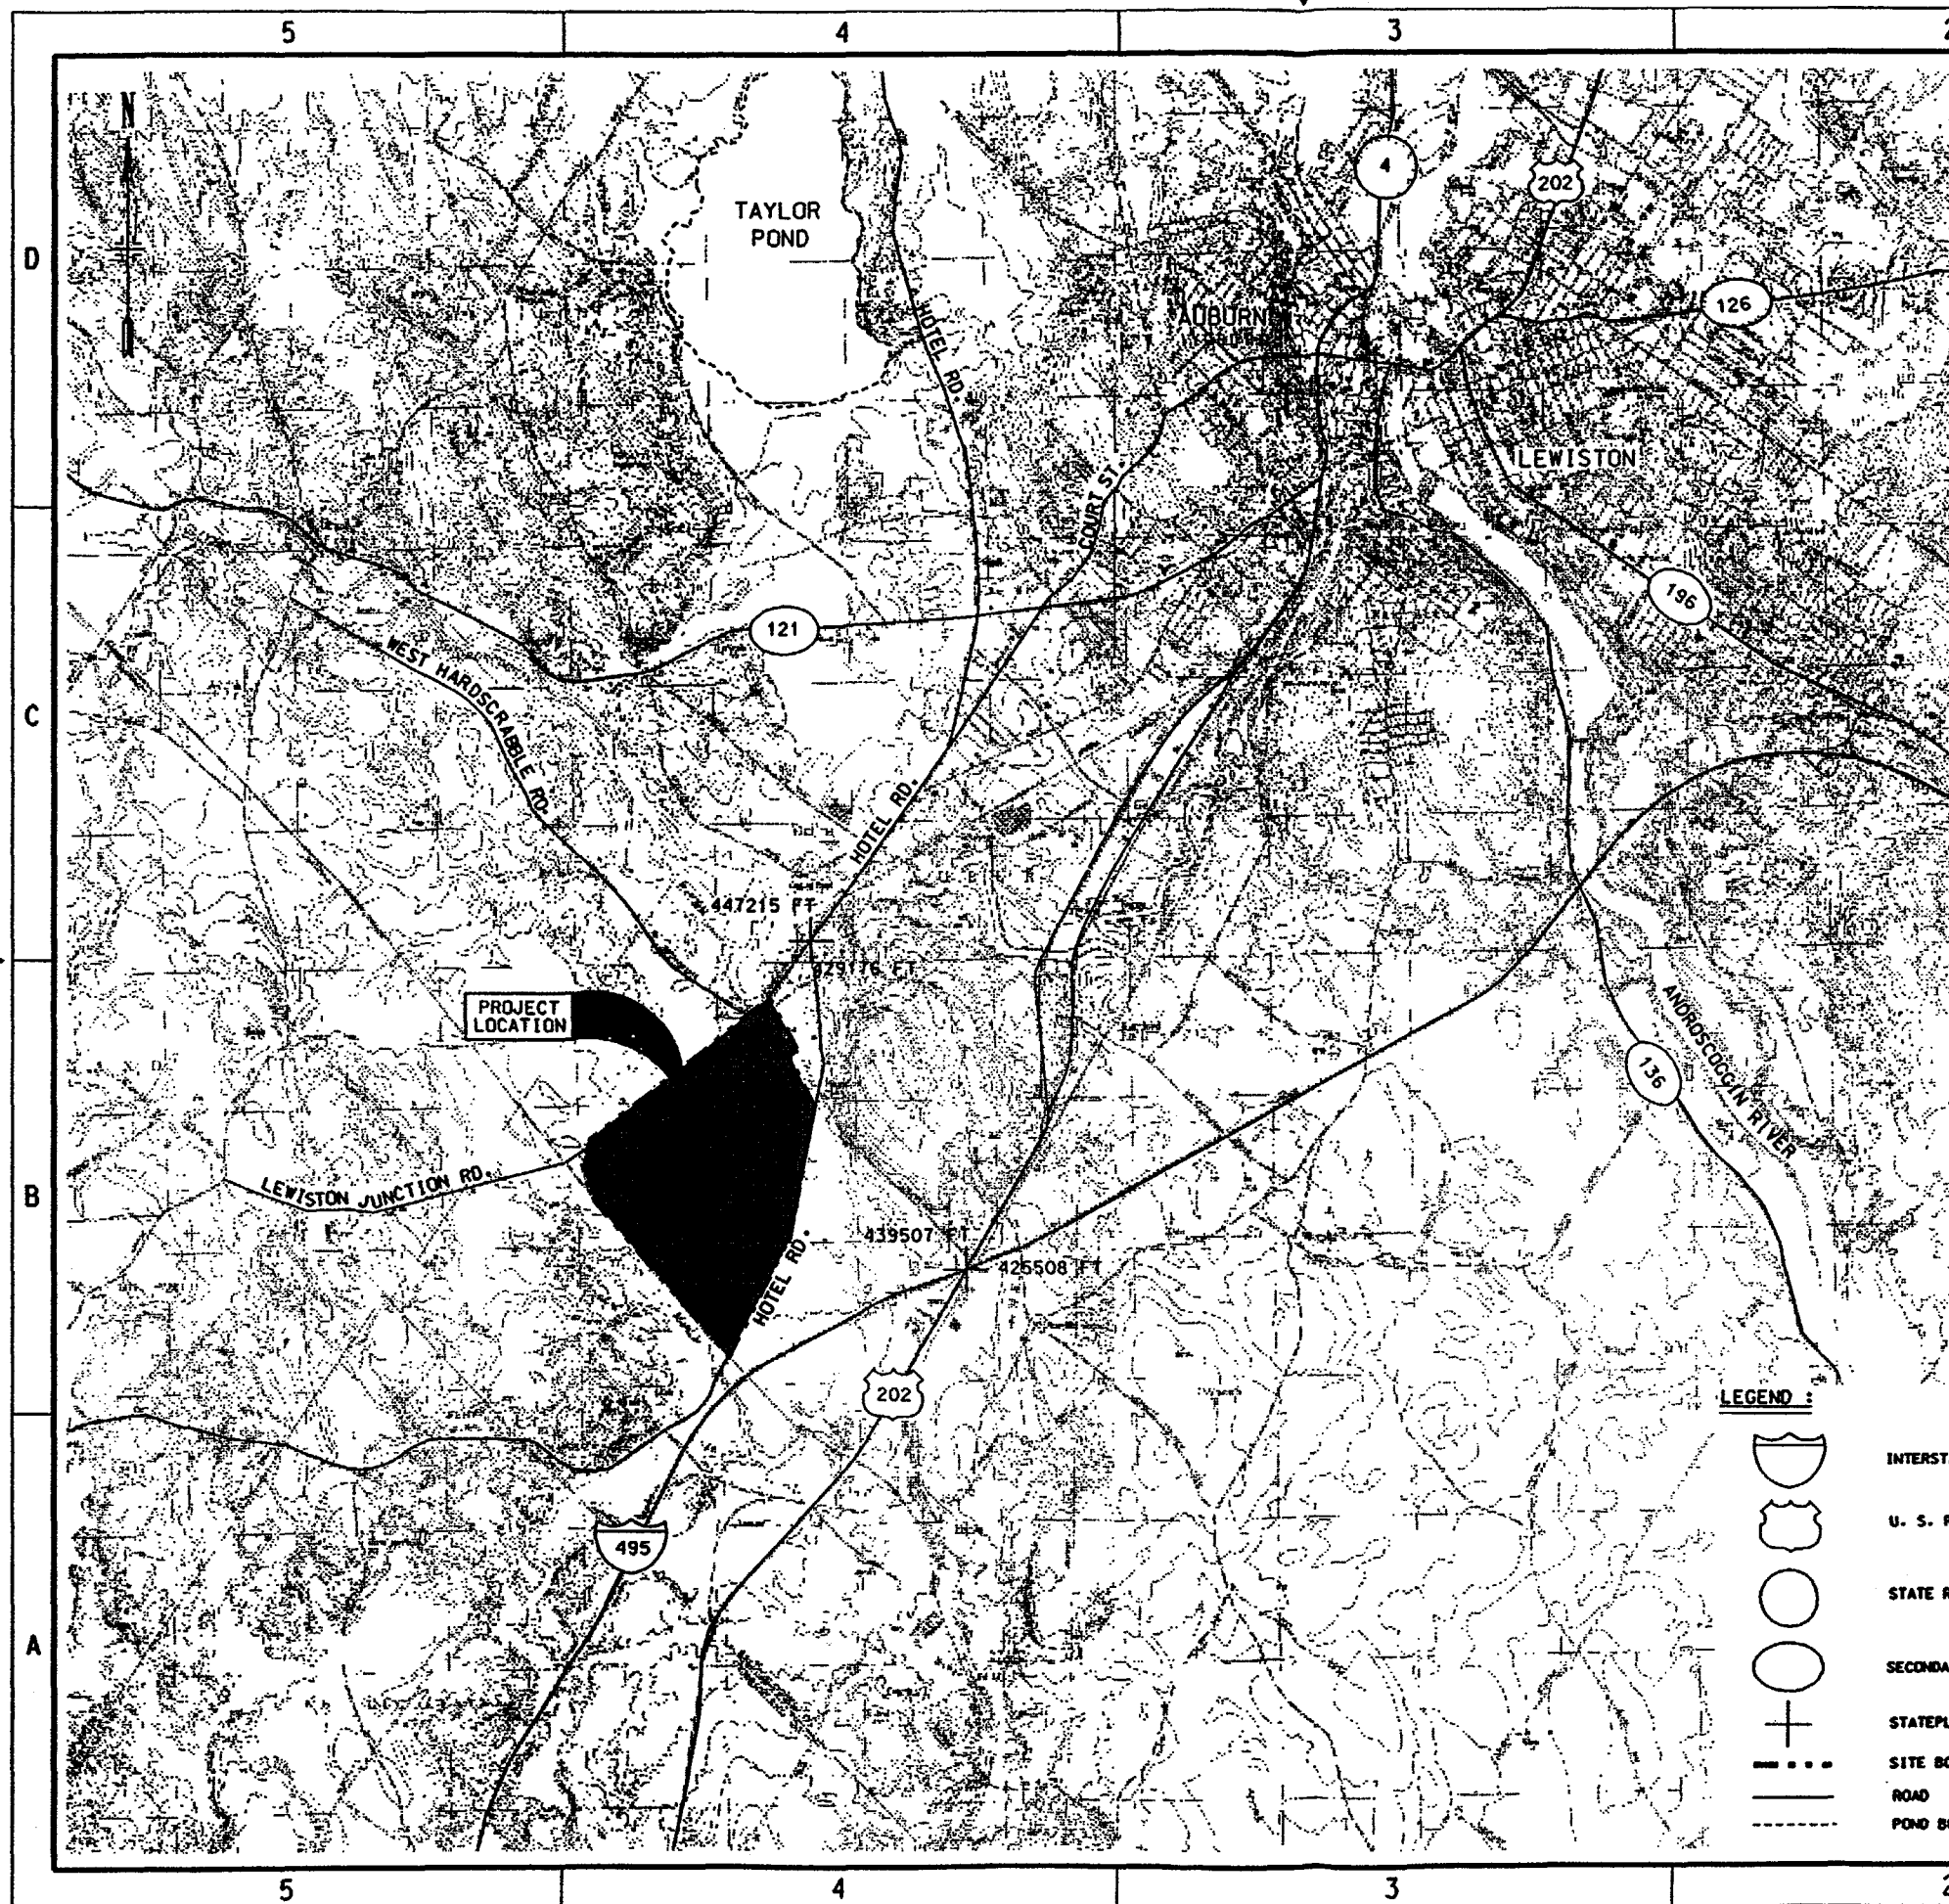 5 4 3
N
4
202
TAYLOR
POND
D
126
AUBURN
HOTEL RD.
LEWISTON
COURT ST.
196
121
WEST HARDSCRABBLE RD.
C
HOTEL RD.
447215 FT
PROJECT
LOCATION
ANDROSCOGGIN RIVER
136
LEWISTON JUNCTION RD.
B
439507 FT
425508 FT
HOTEL RD.
202
LEGEND :
495
U. S.
STATE
A
SITE
ROAD
POND
5 4 3